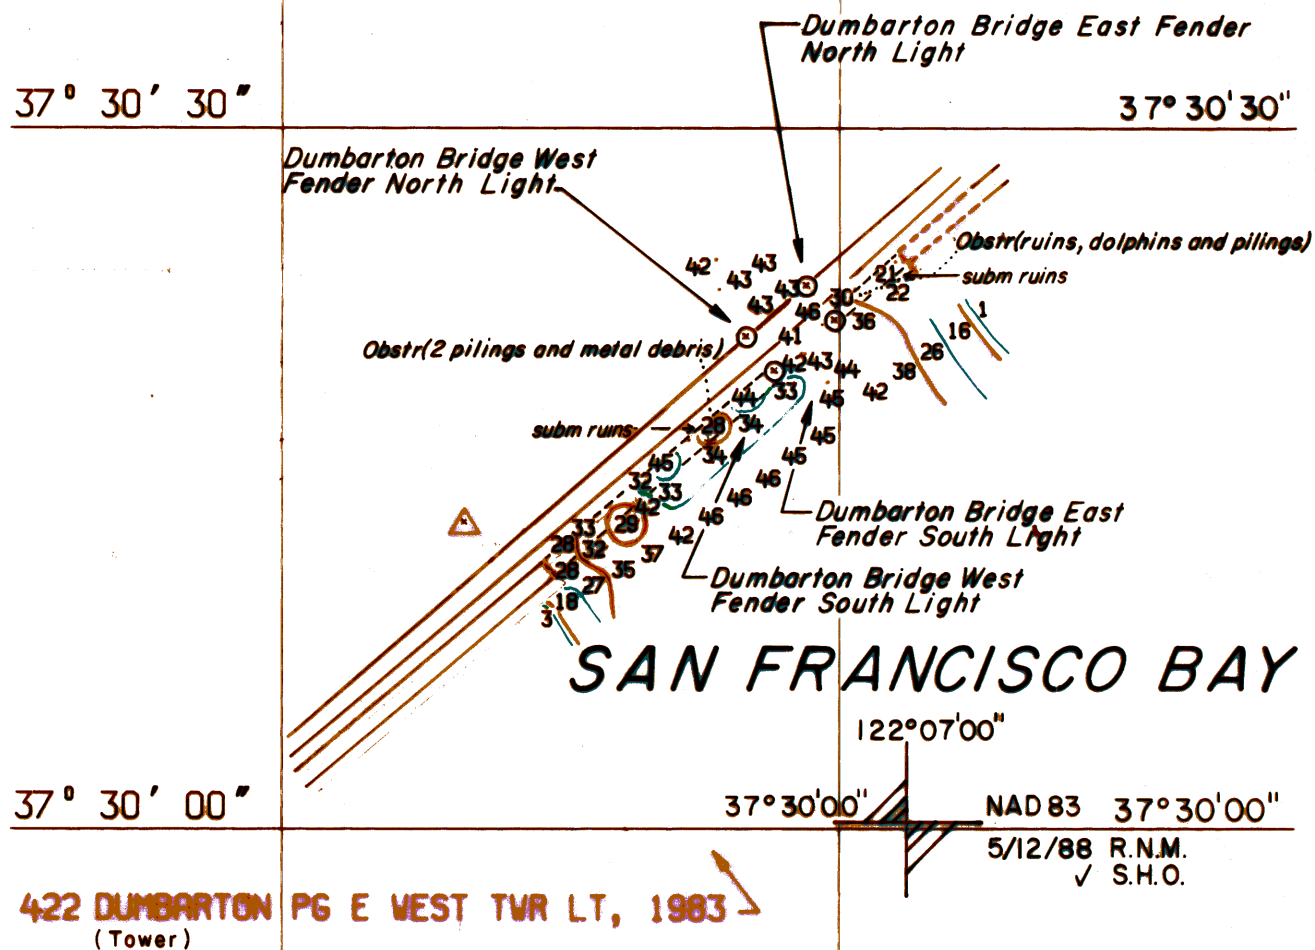 Dumbarton Bridge East Fender
North Light
37° 30' 30"
37° 30' 30"
Dumbarton Bridge West
Fender North Light
Obstr(ruins, dolphins and pilings)
42 43 43 43 43
21
subm ruins
22
30
46
36
1
16
26
38
41
Obstr(2 pilings and metal debris)
42 43 44 42
33
44
45
28 34
subm ruins
34
45
45
45
32
33
46
46
46
42
42
29
33
28 32
37
35
28
27
18
3
Dumbarton Bridge East
Fender South Light
Dumbarton Bridge West
Fender South Light
SAN FRANCISCO BAY
122°07'00"
37° 30' 00"
37°30'00"
NAD 83 37°30'00"
5/12/88 R.N.M.
✓ S.H.O.
422 DUMBARTON PG E WEST TWR LT, 1983
(Tower)